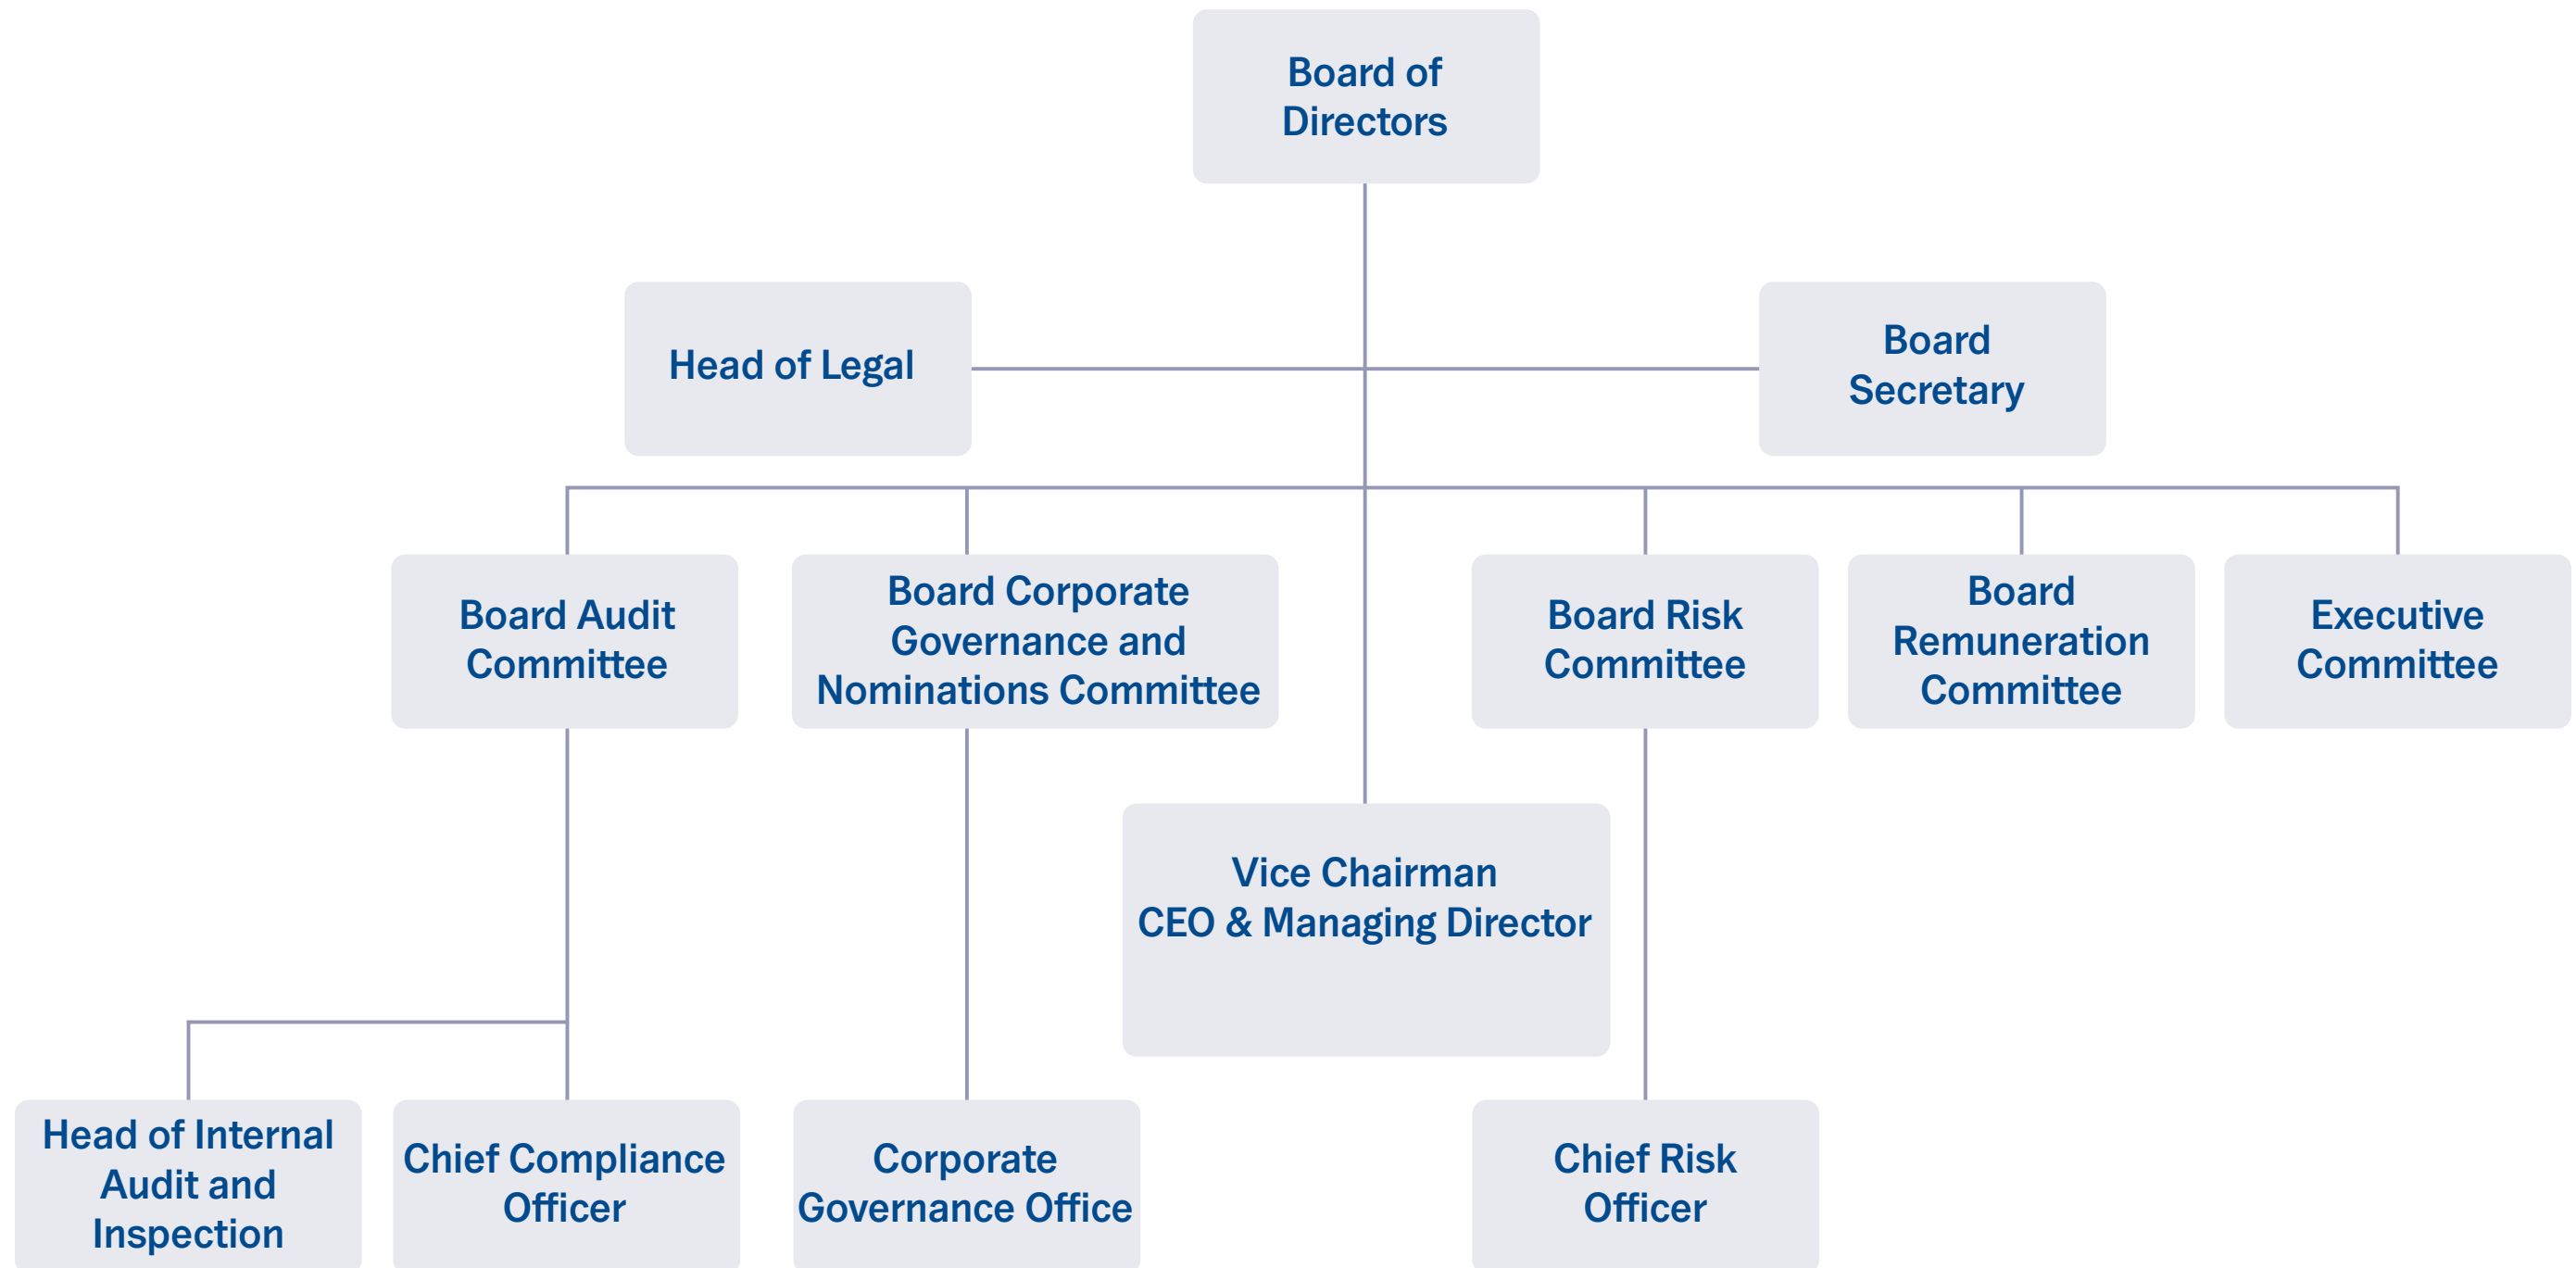 Board of
Directors
Head of Legal
Board
Secretary
Board Audit
Committee
Board Corporate
Governance and
Nominations Committee
Board Risk
Committee
Board
Remuneration
Committee
Executive
Committee
Vice Chairman
CEO & Managing Director
Head of Internal
Audit and
Inspection
Chief Compliance
Officer
Corporate
Governance Office
Chief Risk
Officer